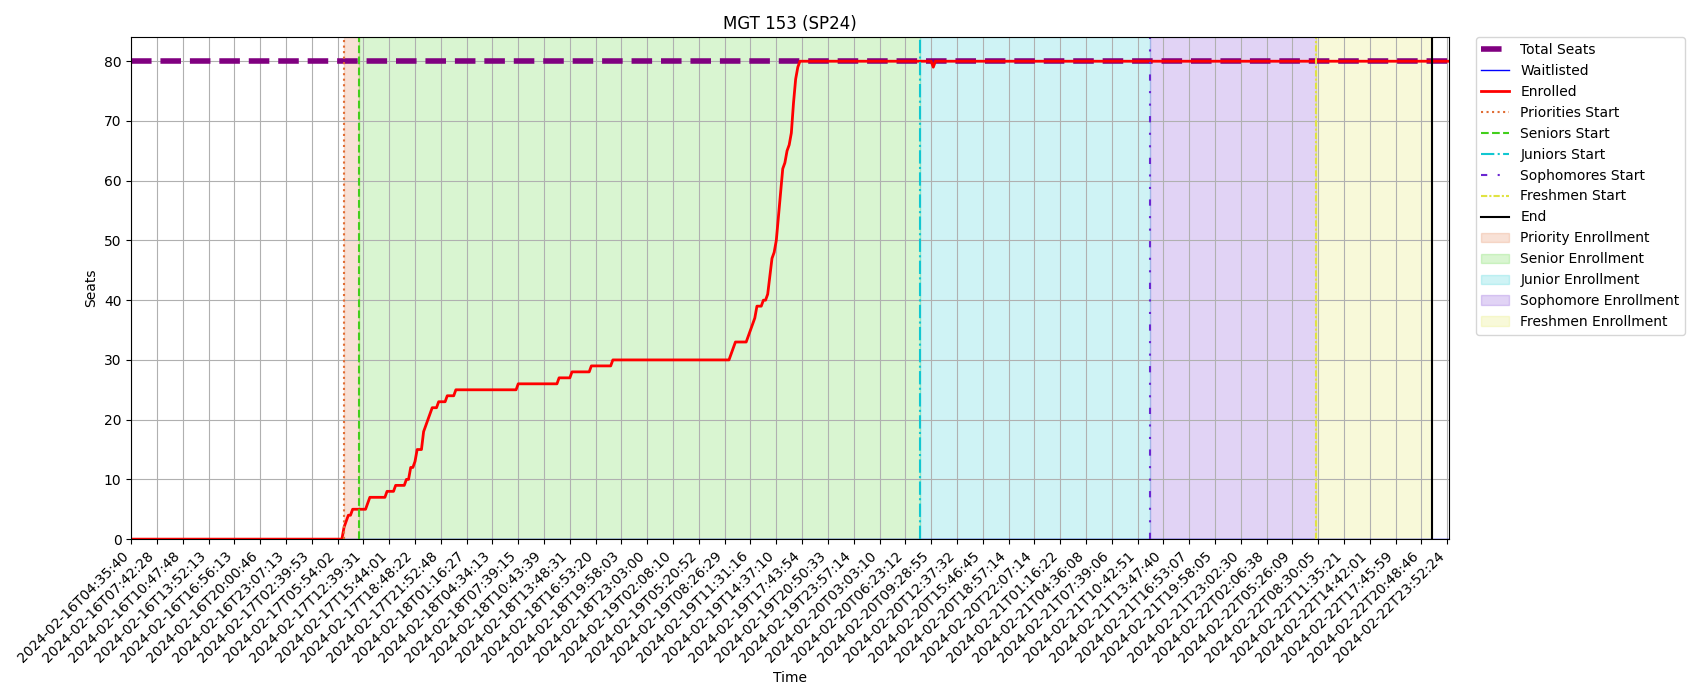 MGT 153 (SP24)
Seats
80
70
60
50
40
30
20
10
0
2024-02-16T04:35:40
2024-02-16T07:42:28
2024-02-16T10:47:48
2024-02-16T13:52:13
2024-02-16T16:56:13
2024-02-16T20:00:46
2024-02-16T23:07:13
2024-02-17T02:39:53
2024-02-17T05:54:02
2024-02-17T12:39:31
2024-02-17T15:44:01
2024-02-17T18:48:22
2024-02-17T21:52:48
2024-02-18T01:16:27
2024-02-18T04:34:13
2024-02-18T07:39:15
2024-02-18T10:43:39
2024-02-18T13:48:31
2024-02-18T16:53:20
2024-02-18T19:58:03
2024-02-18T23:03:00
2024-02-19T02:08:10
2024-02-19T05:20:52
2024-02-19T08:26:29
2024-02-19T11:31:16
2024-02-19T14:37:10
2024-02-19T17:43:54
2024-02-19T20:50:33
2024-02-19T23:57:14
2024-02-20T03:03:10
2024-02-20T06:23:12
2024-02-20T09:28:55
2024-02-20T12:37:32
2024-02-20T15:46:45
2024-02-20T18:57:14
2024-02-20T22:07:14
2024-02-21T01:16:22
2024-02-21T04:36:08
2024-02-21T07:39:06
2024-02-21T10:42:51
2024-02-21T13:47:40
2024-02-21T16:53:07
2024-02-21T19:58:05
2024-02-21T23:02:30
2024-02-22T02:06:38
2024-02-22T05:26:09
2024-02-22T08:30:05
2024-02-22T11:35:21
2024-02-22T14:42:01
2024-02-22T17:45:59
2024-02-22T20:48:46
2024-02-22T23:52:24
Time
Total Seats
Waitlisted
Enrolled
Priorities Start
Seniors Start
Juniors Start
Sophomores Start
Freshmen Start
End
Priority Enrollment
Senior Enrollment
Junior Enrollment
Sophomore Enrollment
Freshmen Enrollment